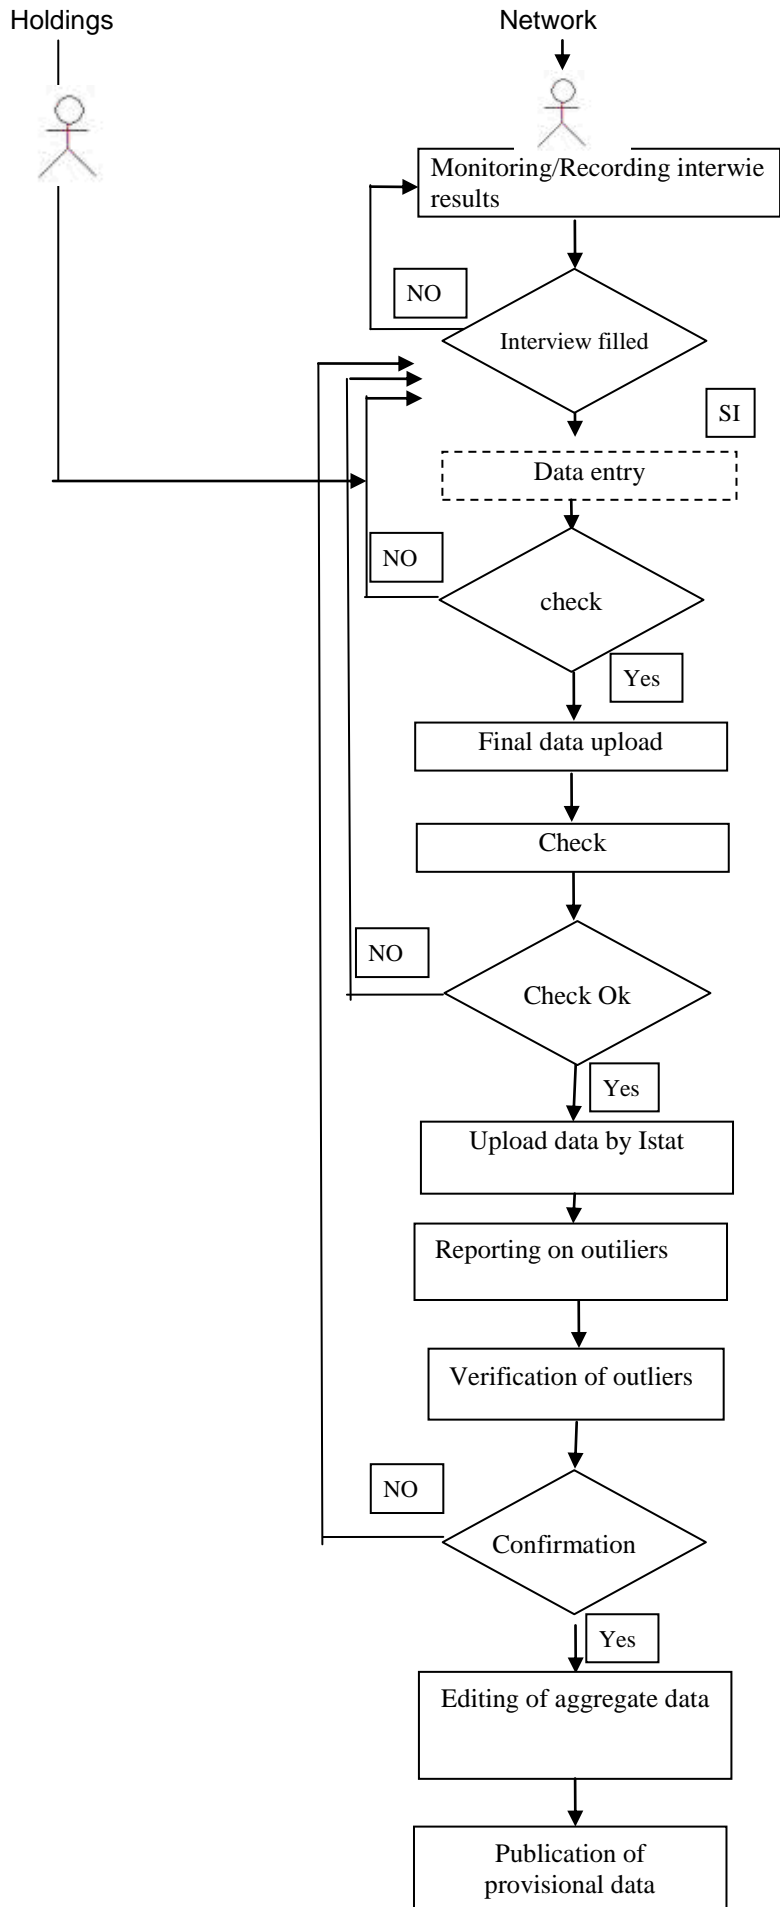 Holdings
Network
Monitoring/Recording interwie
results
NO
Interview filled
SI
Data entry
NO
check
Yes
Final data upload
Check
NO
Check Ok
Yes
Upload data by Istat
Reporting on outiliers
Verification of outliers
NO
Confirmation
Yes
Editing of aggregate data
Publication of
provisional data